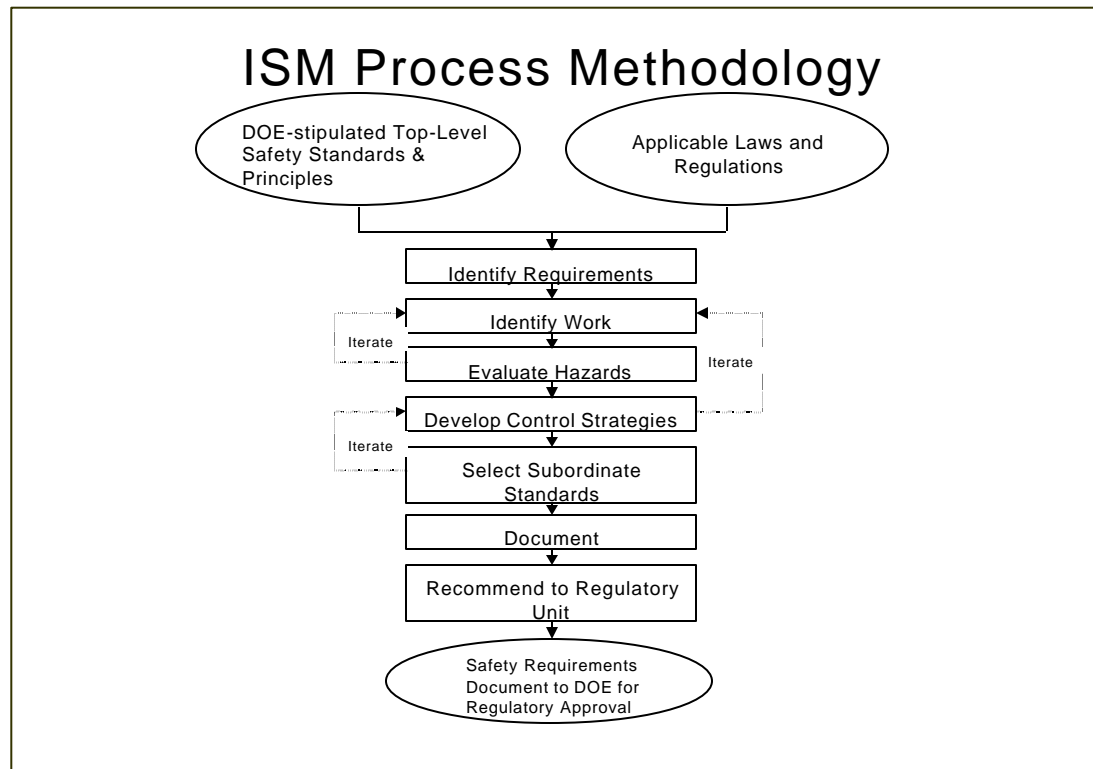 ISM Process Methodology
DOE-stipulated Top-Level
Safety Standards &
Principles
Applicable Laws and
Regulations
Identify Requirements
Identify Work
Iterate
Evaluate Hazards
Iterate
Develop Control Strategies
Iterate
Select Subordinate
Standards
Document
Recommend to Regulatory
Unit
Safety Requirements
Document to DOE for
Regulatory Approval